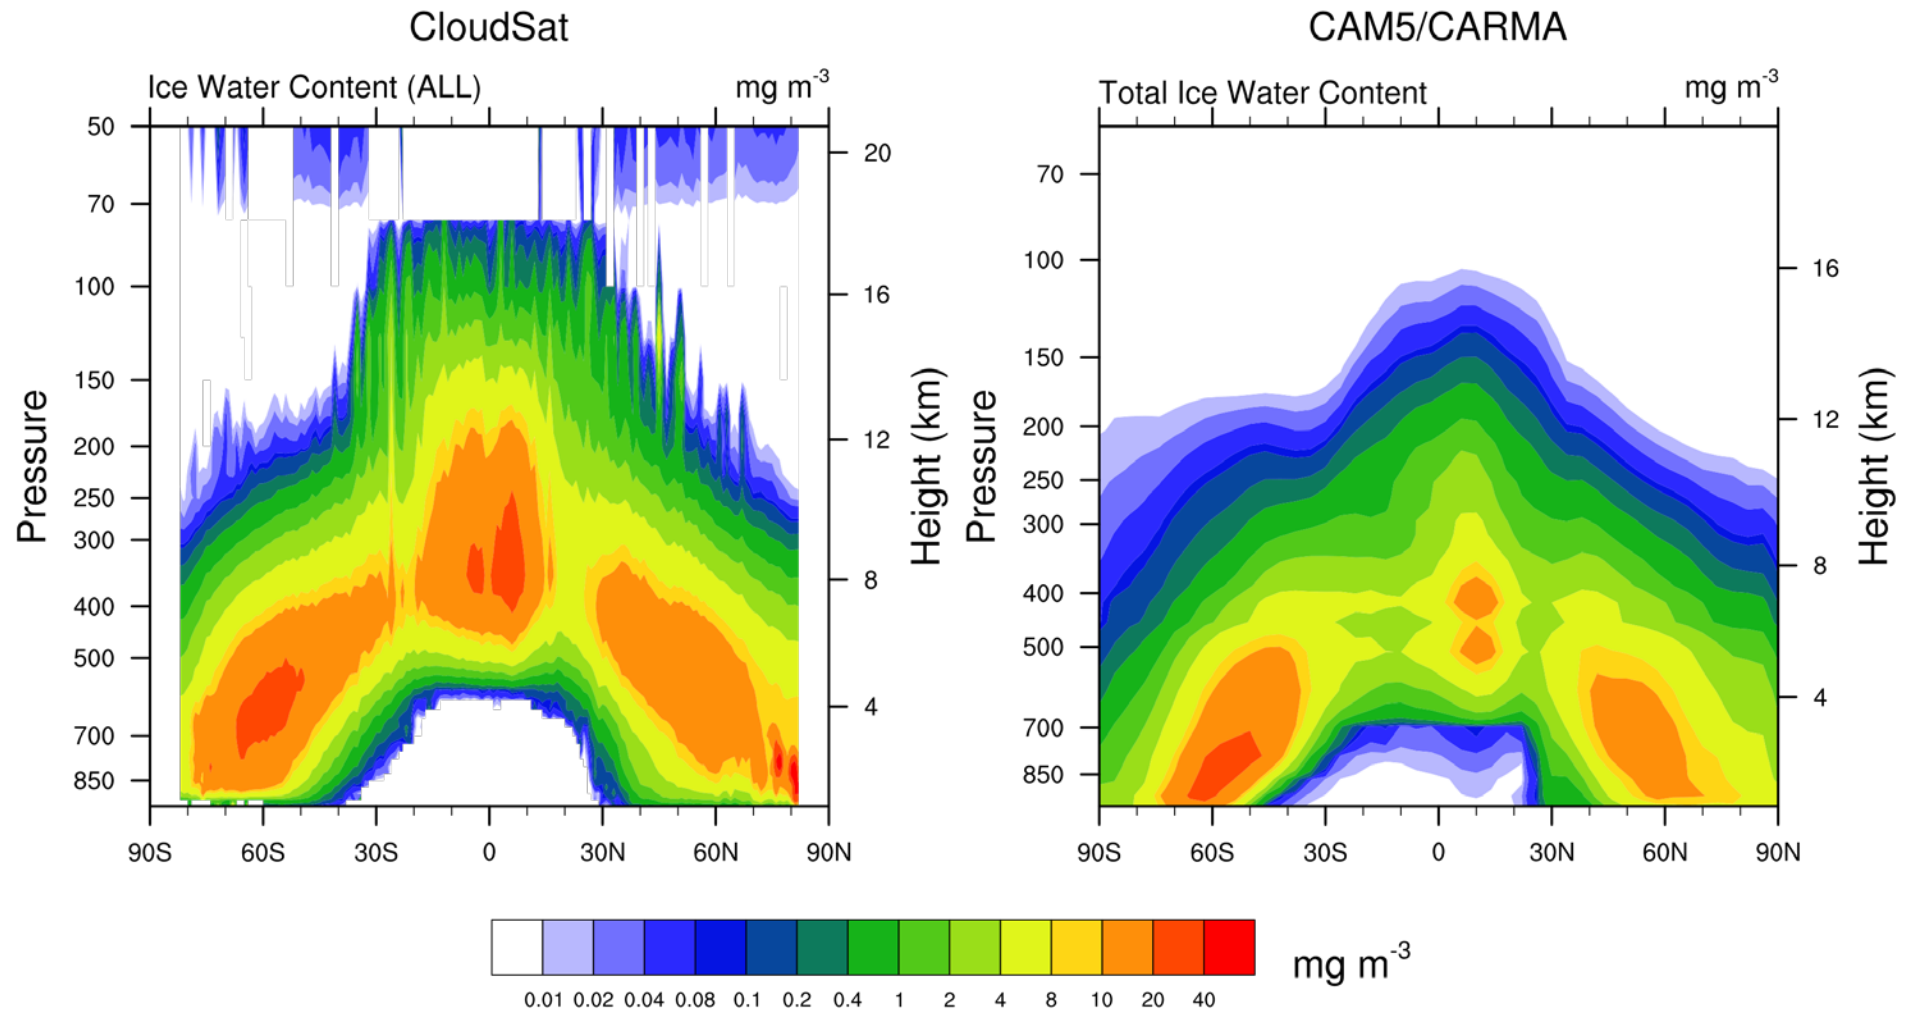 CloudSat
CAM5/CARMA
Ice Water Content (ALL) mg m-3
Total Ice Water Content mg m-3
50
70
100
150
200
250
300
400
500
700
850
Pressure
20
16
12
8
4
Height (km)
90S 60S 30S 0 30N 60N 90N
70
100
150
200
250
300
400
500
700
850
Pressure
16
12
8
4
Height (km)
90S 60S 30S 0 30N 60N 90N
0.01 0.02 0.04 0.08 0.1 0.2 0.4 1 2 4 8 10 20 40
mg m-3